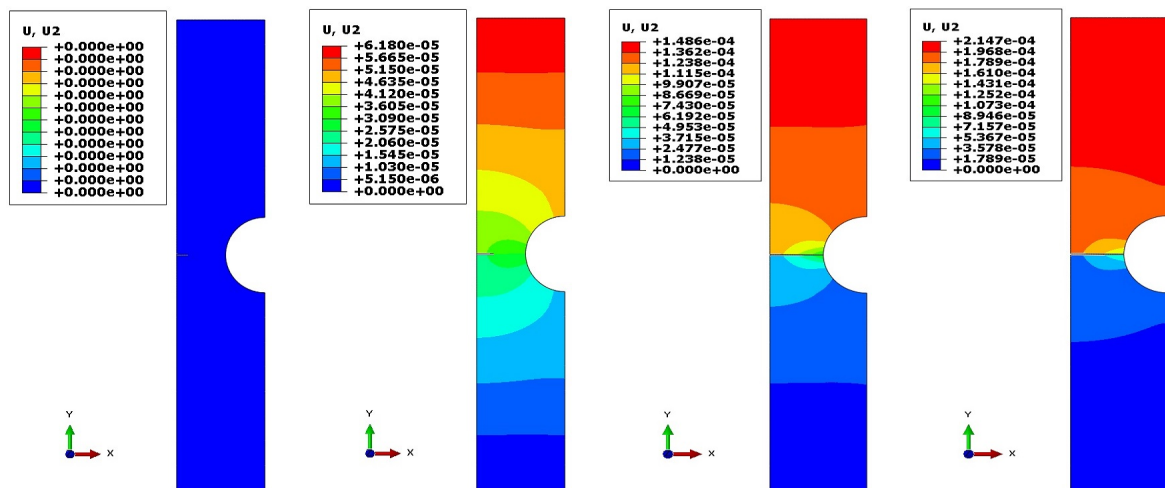 U, U2
+0.000e+00
+0.000e+00
+0.000e+00
+0.000e+00
+0.000e+00
+0.000e+00
+0.000e+00
+0.000e+00
+0.000e+00
+0.000e+00
+0.000e+00
+0.000e+00
+0.000e+00
Y
X
U, U2
+6.180e-05
+5.665e-05
+5.150e-05
+4.635e-05
+4.120e-05
+3.605e-05
+3.090e-05
+2.575e-05
+2.060e-05
+1.545e-05
+1.030e-05
+5.150e-06
+0.000e+00
Y
X
U, U2
+1.486e-04
+1.362e-04
+1.238e-04
+1.115e-04
+9.907e-05
+8.669e-05
+7.430e-05
+6.192e-05
+4.953e-05
+3.715e-05
+2.477e-05
+1.238e-05
+0.000e+00
Y
X
U, U2
+2.147e-04
+1.968e-04
+1.789e-04
+1.610e-04
+1.431e-04
+1.252e-04
+1.073e-04
+8.946e-05
+7.157e-05
+5.367e-05
+3.578e-05
+1.789e-05
+0.000e+00
Y
X